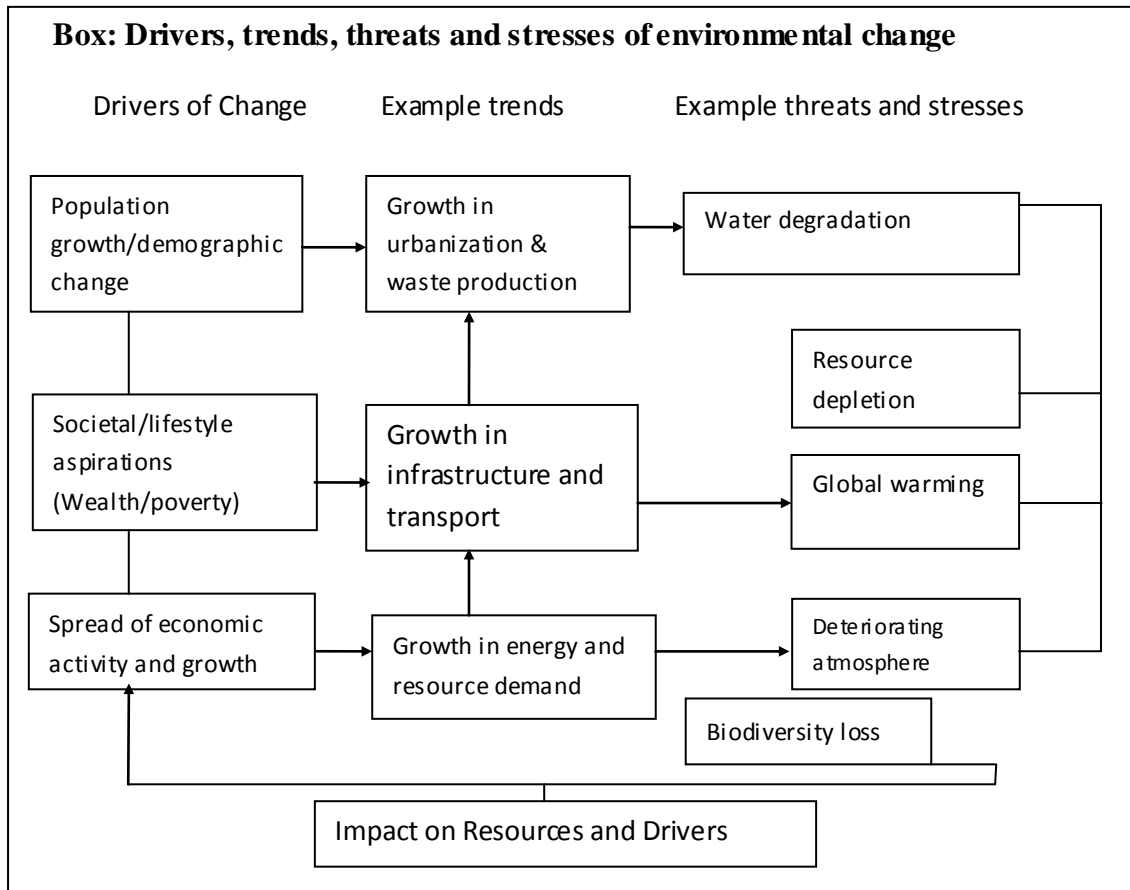 Box: Drivers, trends, threats and stresses of environmental change
Drivers of Change
Example trends
Example threats and stresses
Population
growth/demographic
change
Growth in
urbanization &
waste production
Water degradation
Resource
depletion
Societal/lifestyle
aspirations
(Wealth/poverty)
Growth in
infrastructure and
transport
Global warming
Spread of economic
activity and growth
Growth in energy and
resource demand
Deteriorating
atmosphere
Biodiversity loss
Impact on Resources and Drivers